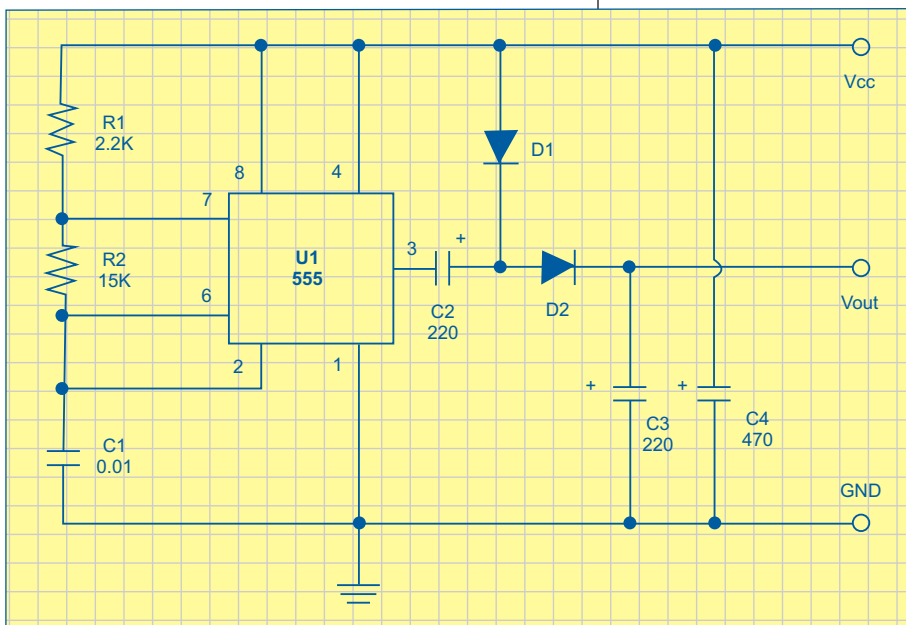 Vcc
R1
2.2K
D1
8
4
7
U1
555
3
+
R2
15K
6
C2
220
D2
Vout
2
1
+
+
C3
220
C4
470
C1
0.01
GND